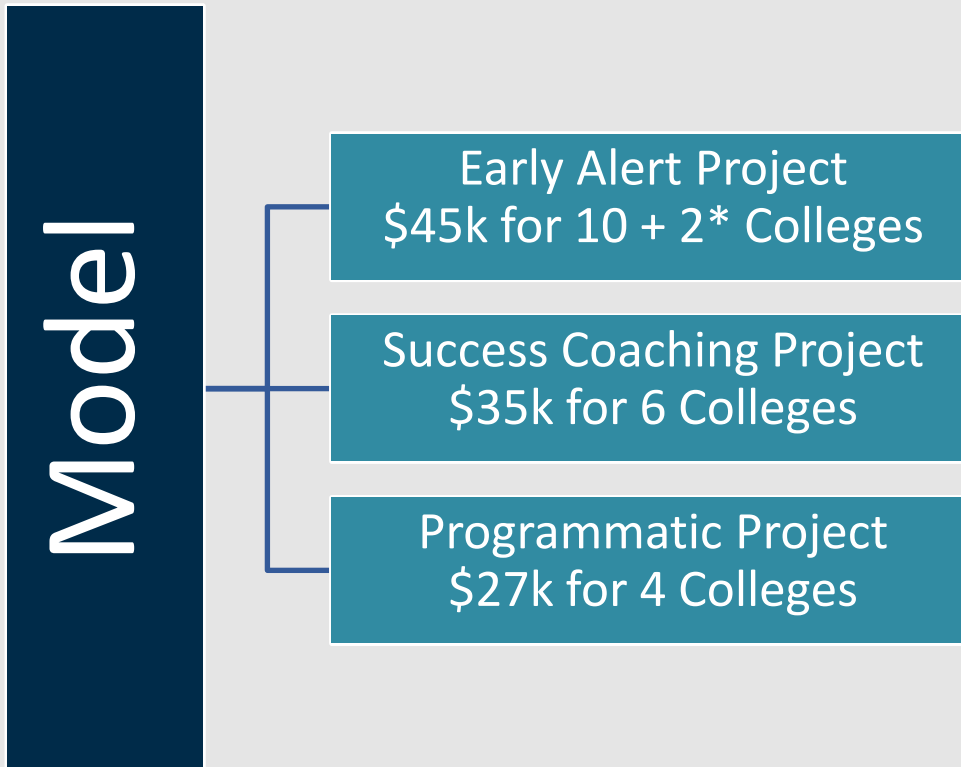 Model
Early Alert Project
$45k for 10 + 2* Colleges
Success Coaching Project
$35k for 6 Colleges
Programmatic Project
$27k for 4 Colleges